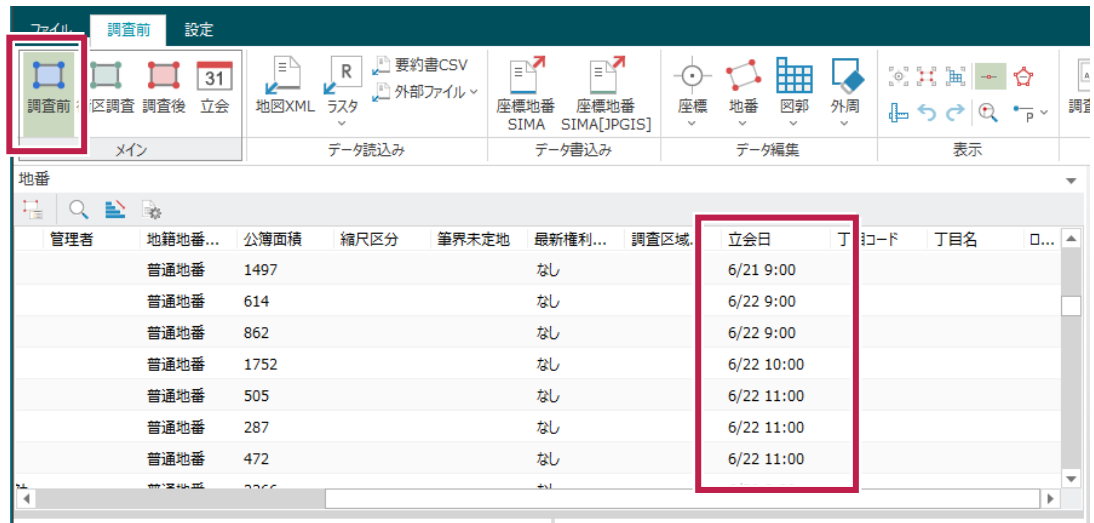 ファイル 調査前 設定
調査前 区調査 調査後 31 立会
メイン
地図XML R ラスタ 要約書CSV
外部ファイル
データ読込み
座標地番 SIMA 座標地番 SIMA[JPGIS]
データ書込み
座標 地番 図郭 外周
データ編集
P
表示
地番
管理者 地籍地番... 公簿面積 縮尺区分 筆界未定地 最新権利... 調査区域... 立会日 丁目コード 丁目名 ロ...
普通地番 1497 なし 6/21 9:00
普通地番 614 なし 6/22 9:00
普通地番 862 なし 6/22 9:00
普通地番 1752 なし 6/22 10:00
普通地番 505 なし 6/22 11:00
普通地番 287 なし 6/22 11:00
普通地番 472 なし 6/22 11:00